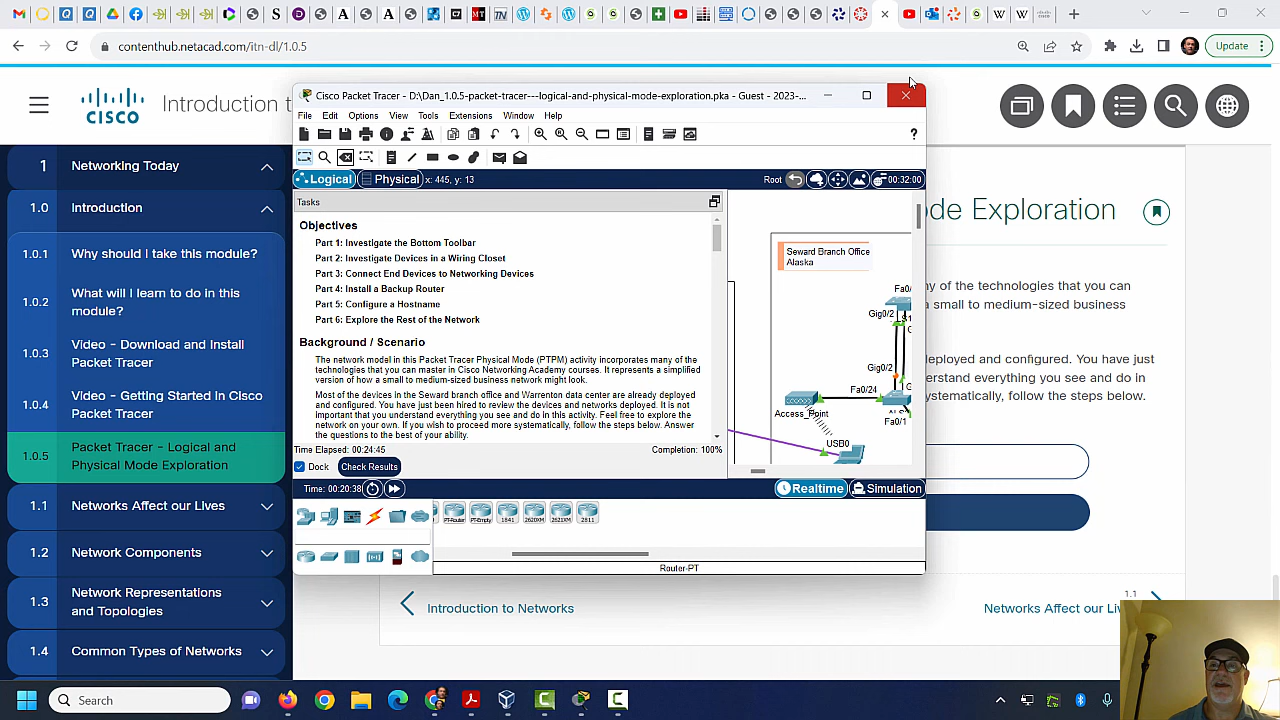 contenthub.netacad.com/itn-dl/1.0.5
Update
CISCO
Introduction t
1
Networking Today
1.0
Introduction
1.0.1
Why should I take this module?
1.0.2
What will I learn to do in this
module?
1.0.3
Video - Download and Install
Packet Tracer
1.0.4
Video - Getting Started in Cisco
Packet Tracer
1.0.5
Packet Tracer - Logical and
Physical Mode Exploration
1.1
Networks Affect our Lives
1.2
Network Components
1.3
Network Representations
and Topologies
1.4
Common Types of Networks
Cisco Packet Tracer - D:\Dan_1.0.5-packet-tracer---logical-and-physical-mode-exploration.pka - Guest - 2023-...
File Edit Options View Tools Extensions Window Help
Logical Physical x: 445, y: 13 Root 00:32:00
Tasks
Objectives
Part 1: Investigate the Bottom Toolbar
Part 2: Investigate Devices in a Wiring Closet
Part 3: Connect End Devices to Networking Devices
Part 4: Install a Backup Router
Part 5: Configure a Hostname
Part 6: Explore the Rest of the Network
Background / Scenario
The network model in this Packet Tracer Physical Mode (PTPM) activity incorporates many of the
technologies that you can master in Cisco Networking Academy courses. It represents a simplified
version of how a small to medium-sized business network might look.
Most of the devices in the Seward branch office and Warrenton data center are already deployed
and configured. You have just been hired to review the devices and networks deployed. It is not
important that you understand everything you see and do in this activity. Feel free to explore the
network on your own. If you wish to proceed more systematically, follow the steps below. Answer
the questions to the best of your ability.
Time Elapsed: 00:24:45 Completion: 100%
Dock Check Results
Seward Branch Office
Alaska
Fa0/
Gig0/2
Gig0/2
Fa0/24
Access_Point
Fa0/1
USB0
Time: 00:20:38
Realtime Simulation
PT-Router PT-Empty 1841 2620XM 2621XM 2811
Router-PT
ode Exploration
ny of the technologies that you can
a small to medium-sized business
deployed and configured. You have just
erstand everything you see and do in
systematically, follow the steps below.
Introduction to Networks
1.1
Networks Affect our Liv
Search